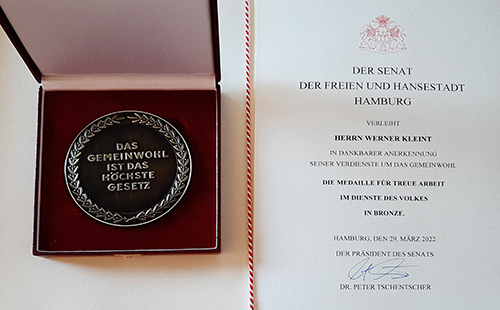 DAS
GEMEINWOHL
IST DAS
HÖCHSTE
GESETZ
DER SENAT
DER FREIEN UND HANSESTADT
HAMBURG
VERLEIHT
HERRN WERNER KLEINT
IN DANKBARER ANERKENNUNG
SEINER VERDIENSTE UM DAS GEMEINWOHL
DIE MEDAILLE FÜR TREUE ARBEIT
IM DIENSTE DES VOLKES
IN BRONZE.
HAMBURG, DEN 29. MÄRZ 2022
DER PRÄSIDENT DES SENATS
DR. PETER TSCHENTSCHER